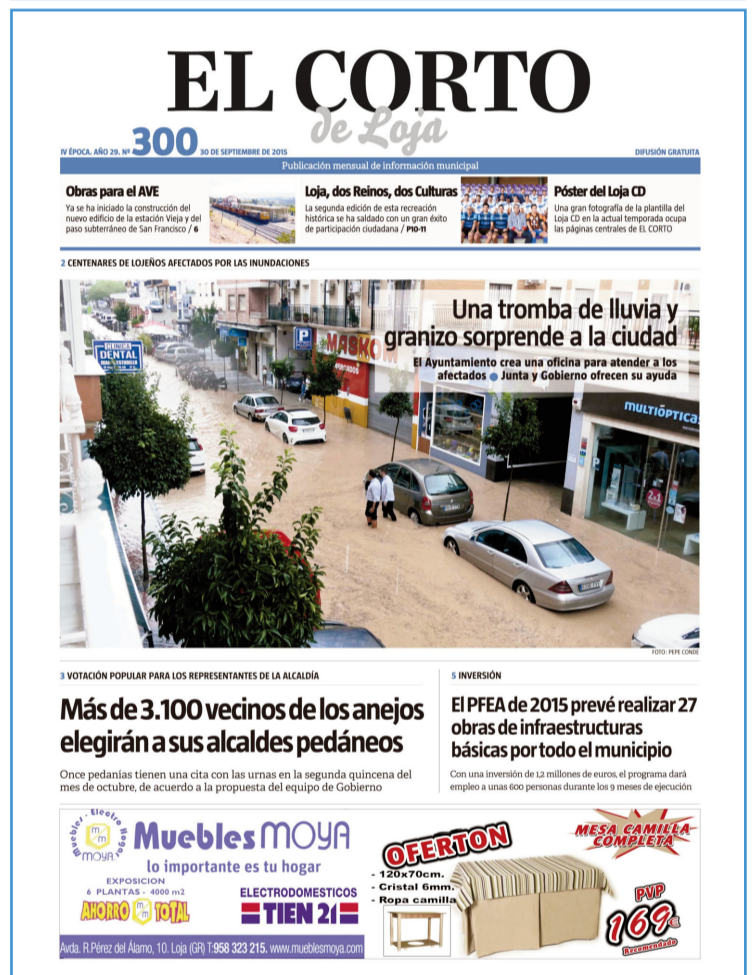 EL CORTO
de Loja
IV ÉPOCA. AÑO 29. Nº 300 30 DE SEPTIEMBRE DE 2015
DIFUSIÓN GRATUITA
Publicación mensual de información municipal
Obras para el AVE
Ya se ha iniciado la construcción del
nuevo edificio de la estación Vieja y del
paso subterráneo de San Francisco / 6
Loja, dos Reinos, dos Culturas
La segunda edición de esta recreación
histórica se ha saldado con un gran éxito
de participación ciudadana / P10-11
Póster del Loja CD
Una gran fotografía de la plantilla del
Loja CD en la actual temporada ocupa
las páginas centrales de EL CORTO
2 CENTENARES DE LOJEÑOS AFECTADOS POR LAS INUNDACIONES
Una tromba de lluvia y
granizo sorprende a la ciudad
El Ayuntamiento crea una oficina para atender a los
afectados ● Junta y Gobierno ofrecen su ayuda
CLINICA
DENTAL
P
MASKOM
MULTIÓPTICAS
2x1
FOTO: PEPE CONDE
3 VOTACIÓN POPULAR PARA LOS REPRESENTANTES DE LA ALCALDÍA
Más de 3.100 vecinos de los anejos
elegirán a sus alcaldes pedáneos
Once pedanías tienen una cita con las urnas en la segunda quincena del
mes de octubre, de acuerdo a la propuesta del equipo de Gobierno
5 INVERSIÓN
El PFEA de 2015 prevé realizar 27
obras de infraestructuras
básicas por todo el municipio
Con una inversión de 1,2 millones de euros, el programa dará
empleo a unas 600 personas durante los 9 meses de ejecución
Muebles - Electro Hogar
m/m
MOYA
Muebles MOYA
lo importante es tu hogar
EXPOSICION
6 PLANTAS - 4000 m2
AHORRO m/m TOTAL
ELECTRODOMESTICOS
TIEN 21
Avda. R.Pérez del Álamo, 10. Loja (GR) T:958 323 215. www.mueblesmoya.com
OFERTON
- 120x70cm.
- Cristal 6mm.
- Ropa camilla
MESA CAMILLA
COMPLETA
PVP
169€
Recomendado